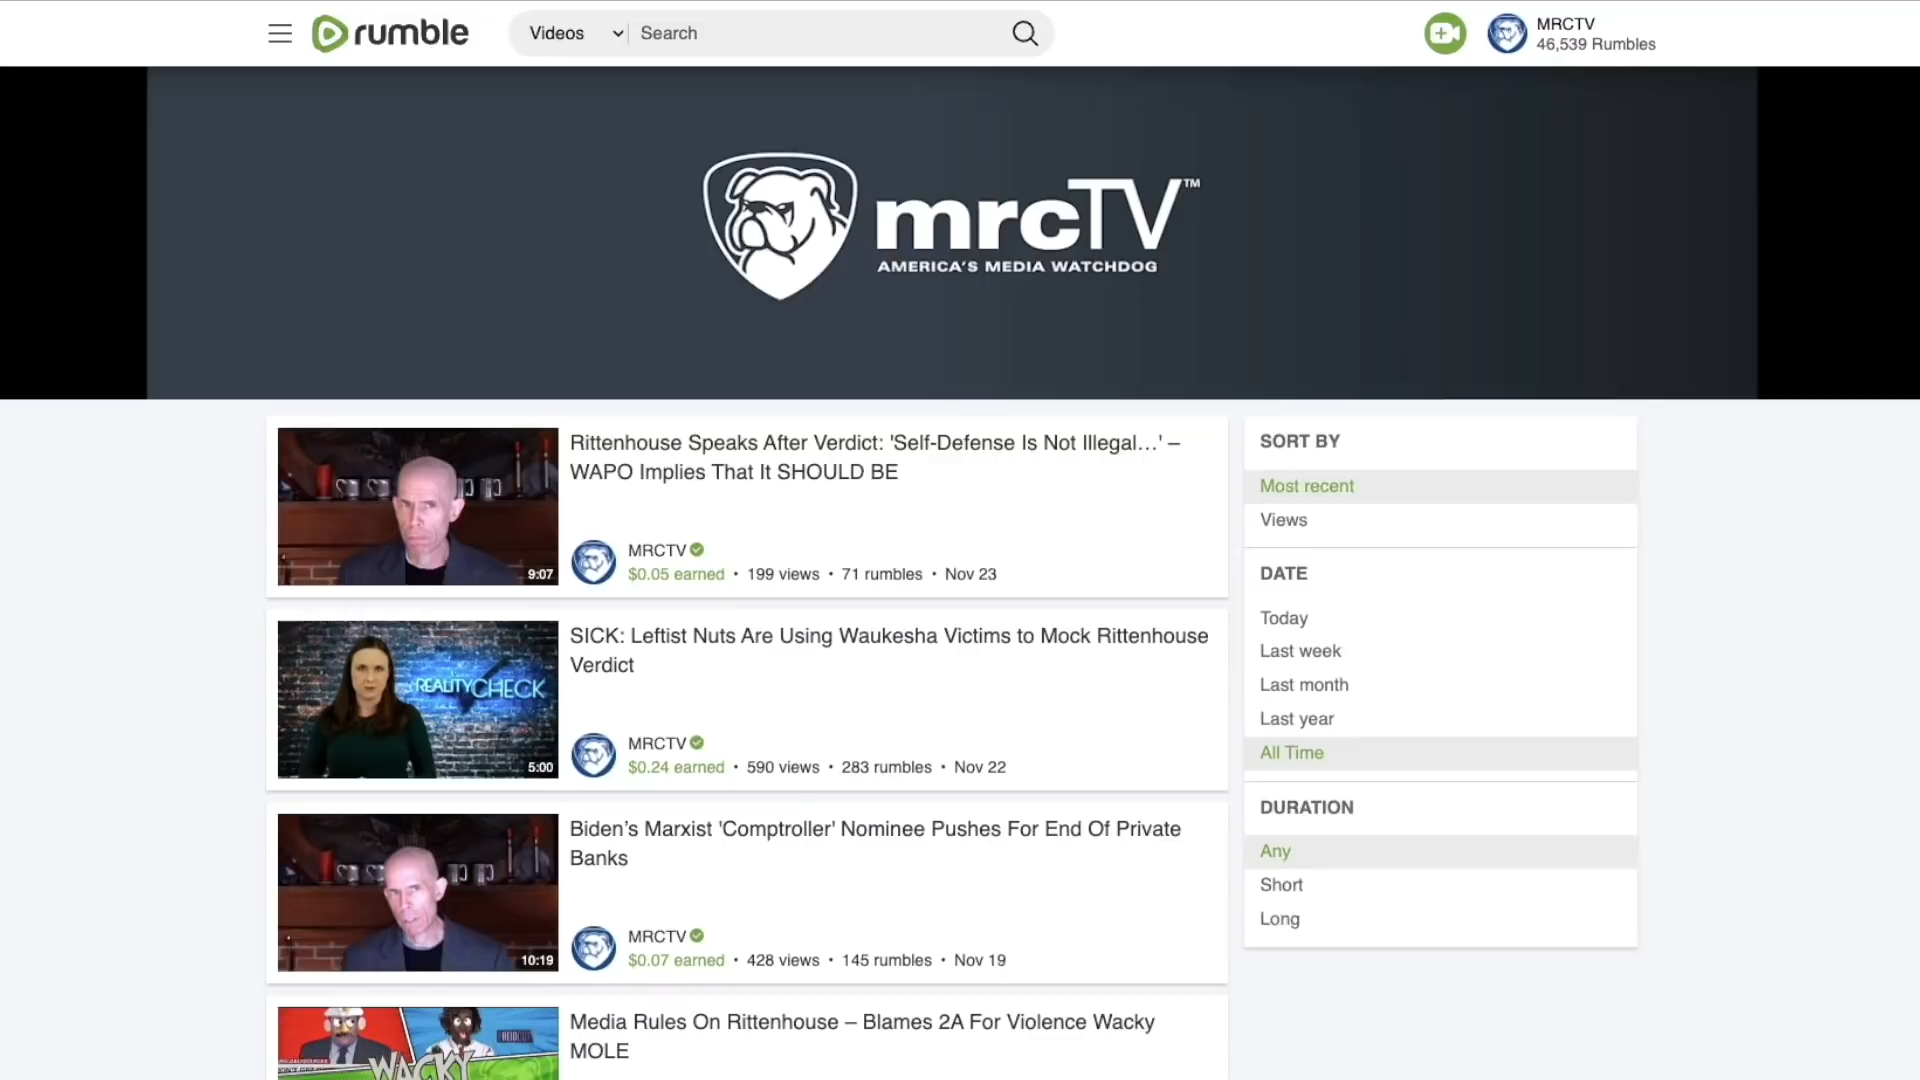 rumble
Videos
Search
MRCTV
46,539 Rumbles
mrcTV™
AMERICA'S MEDIA WATCHDOG
Rittenhouse Speaks After Verdict: 'Self-Defense Is Not Illegal…' –
WAPO Implies That It SHOULD BE
9:07
MRCTV
$0.05 earned • 199 views • 71 rumbles • Nov 23
SICK: Leftist Nuts Are Using Waukesha Victims to Mock Rittenhouse
Verdict
REALITY CHECK
5:00
MRCTV
$0.24 earned • 590 views • 283 rumbles • Nov 22
Biden’s Marxist 'Comptroller' Nominee Pushes For End Of Private
Banks
10:19
MRCTV
$0.07 earned • 428 views • 145 rumbles • Nov 19
Media Rules On Rittenhouse – Blames 2A For Violence Wacky
MOLE
WACKY
SORT BY
Most recent
Views
DATE
Today
Last week
Last month
Last year
All Time
DURATION
Any
Short
Long